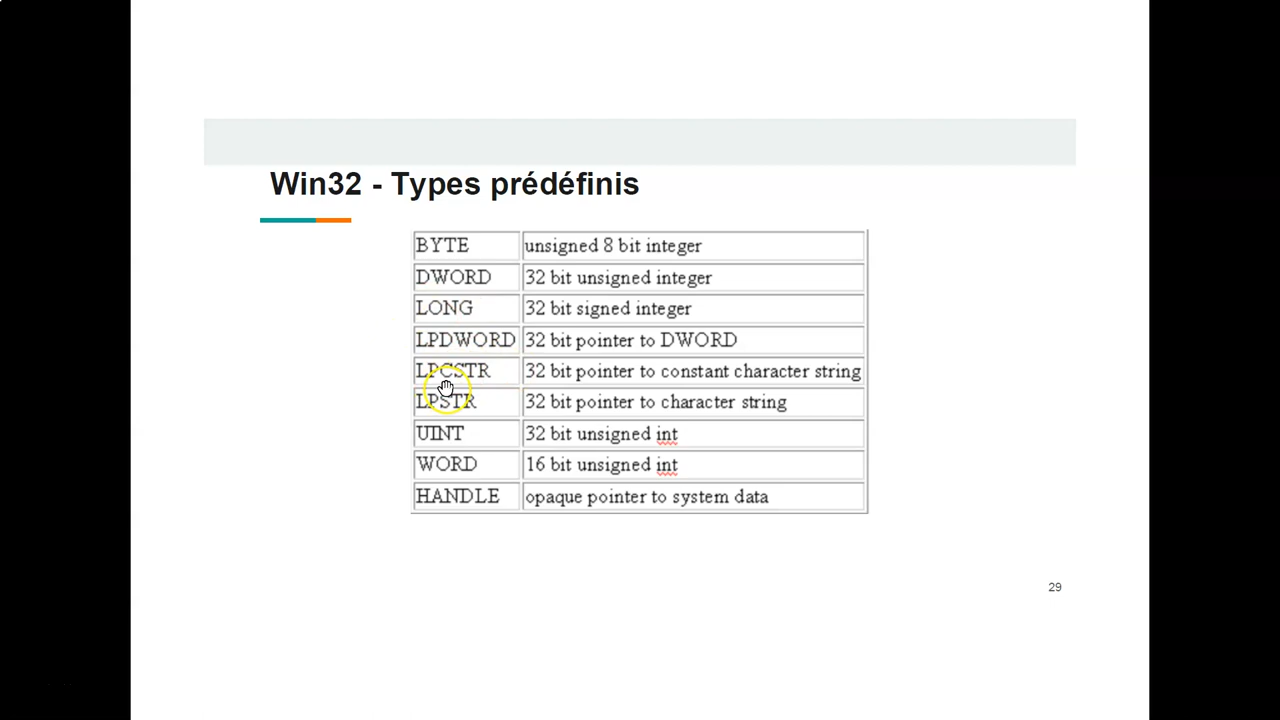 Win32 - Types prédéfinis
BYTE unsigned 8 bit integer
DWORD 32 bit unsigned integer
LONG 32 bit signed integer
LPDWORD 32 bit pointer to DWORD
LPCSTR 32 bit pointer to constant character string
LPSTR 32 bit pointer to character string
UINT 32 bit unsigned int
WORD 16 bit unsigned int
HANDLE opaque pointer to system data
29